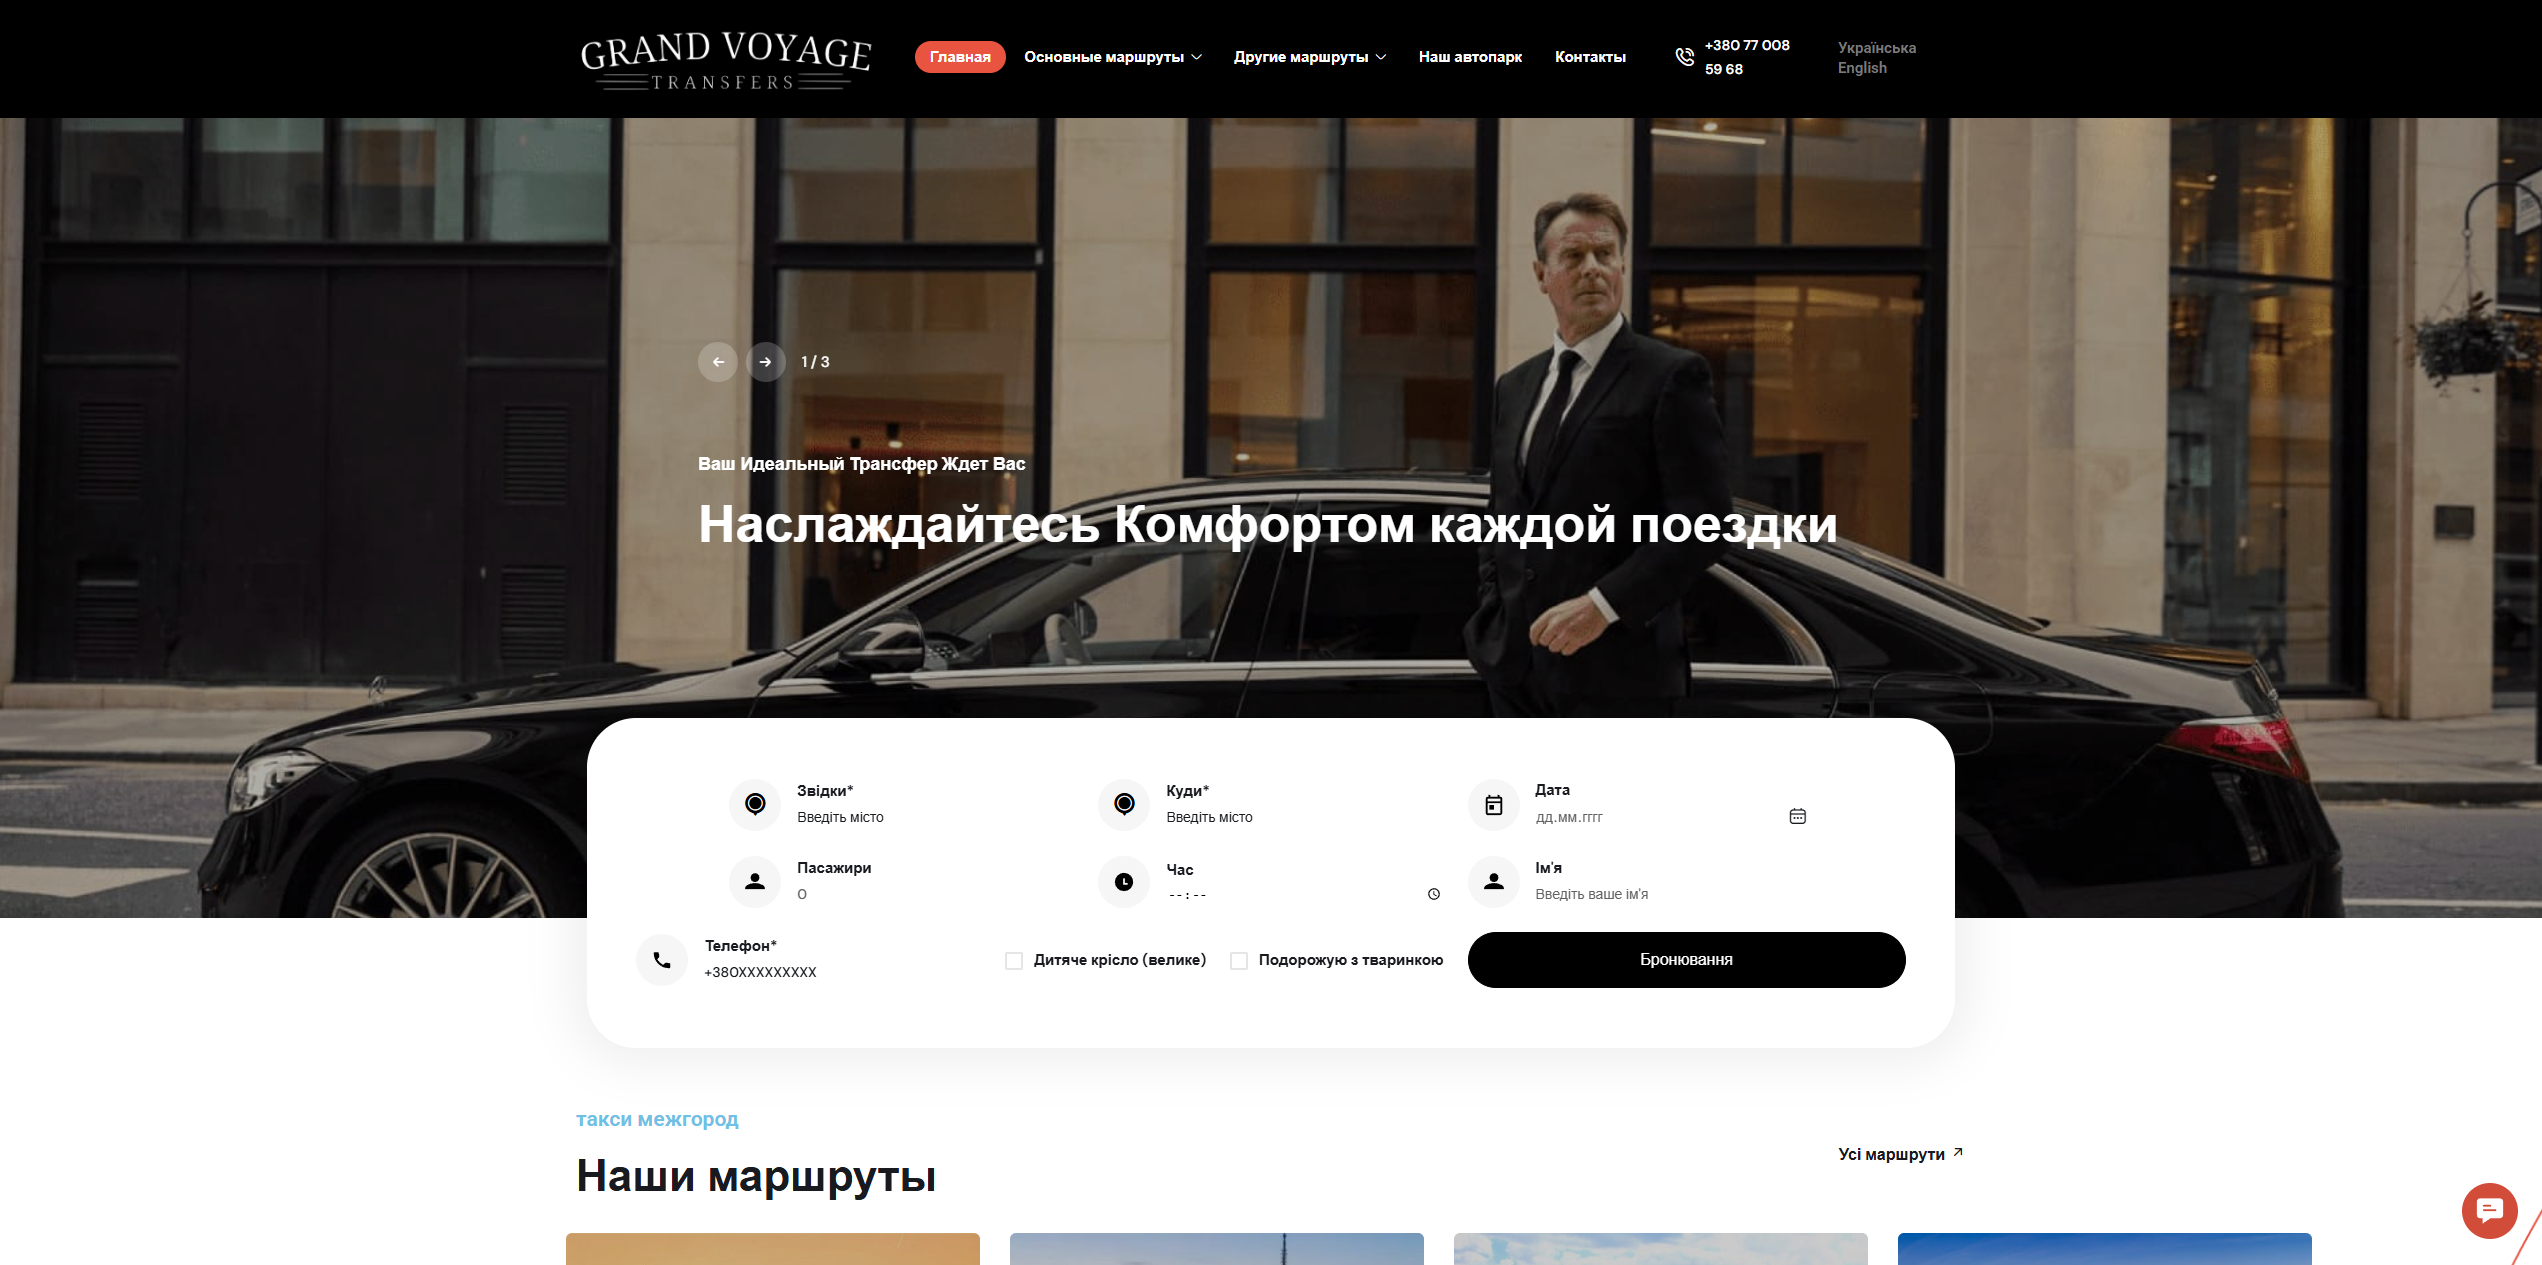 GRAND VOYAGE
TRANSFERS
Главная
Основные маршруты
Другие маршруты
Наш автопарк
Контакты
+380 77 008
59 68
Українська
English
1 / 3
Ваш Идеальный Трансфер Ждет Вас
Наслаждайтесь Комфортом каждой поездки
Звідки*
Введіть місто
Куди*
Введіть місто
Дата
дд.мм.гггг
Пасажири
0
Час
--:--
Ім'я
Введіть ваше ім'я
Телефон*
+380XXXXXXXXX
Дитяче крісло (велике)
Подорожую з тваринкою
Бронювання
такси межгород
Наши маршруты
Усі маршрути